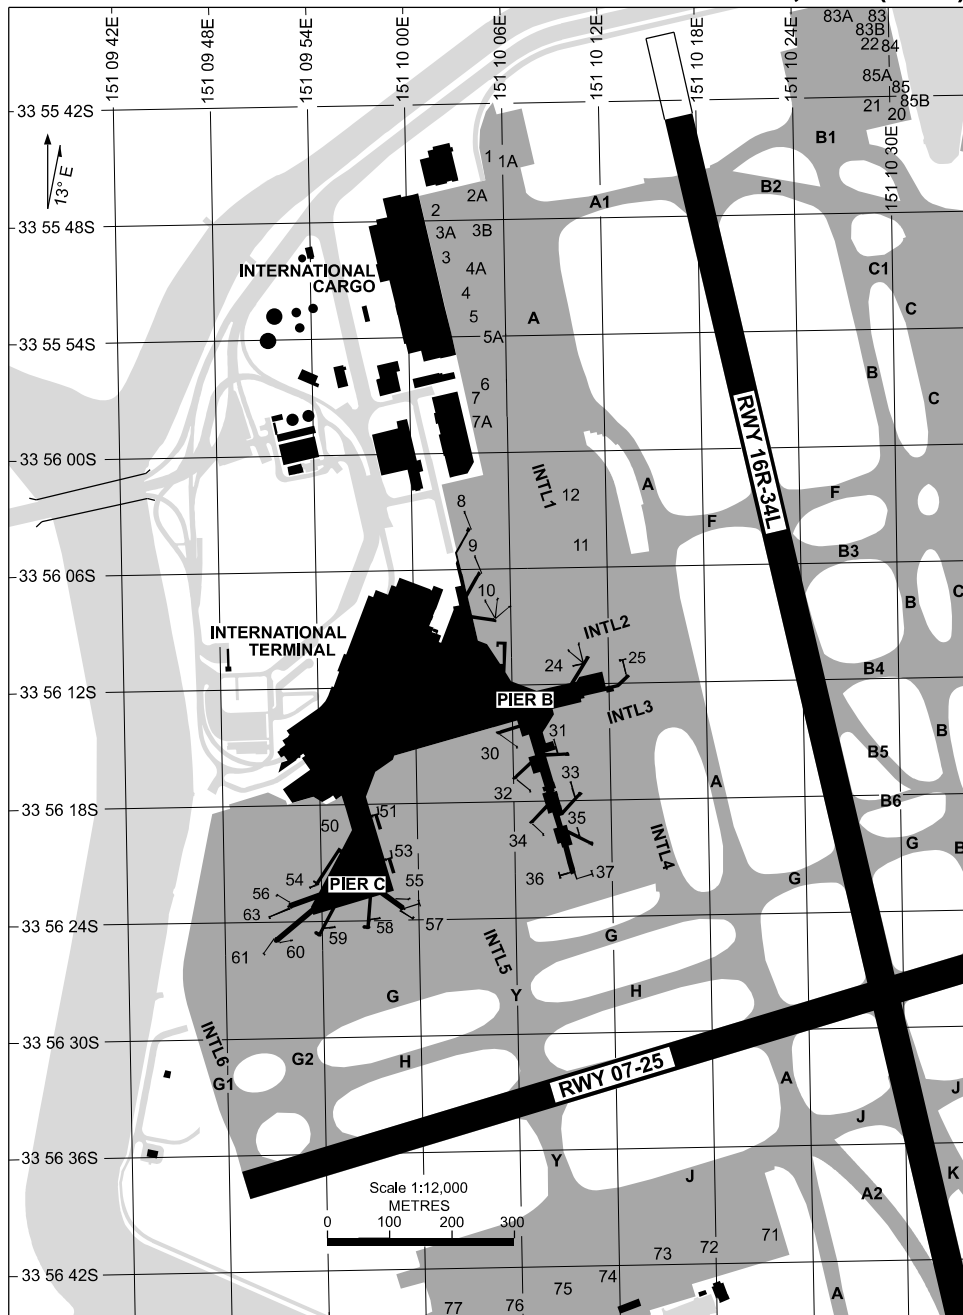 151 09 42E
151 09 48E
151 09 54E
151 10 00E
151 10 06E
151 10 12E
151 10 18E
151 10 24E
151 10 30E
83A
83
83B
22
84
85A
85
85B
21
20
33 55 42S
13° E
B1
1
1A
2A
B2
A1
2
3A
3B
33 55 48S
3
4A
C1
INTERNATIONAL
CARGO
4
C
5
A
5A
33 55 54S
B
6
7
C
7A
RWY 16R-34L
33 56 00S
INTL1
A
12
F
8
F
9
11
B3
33 56 06S
10
B
C
INTL2
INTERNATIONAL
TERMINAL
24
25
B4
33 56 12S
PIER B
INTL3
30
31
B
B5
33
A
32
B6
33 56 18S
50
51
34
35
INTL4
G
B
53
54
55
PIER C
36
37
G
56
63
57
58
59
33 56 24S
G
61
60
INTL5
G
Y
H
33 56 30S
INTL6
G2
H
G1
RWY 07-25
A
J
J
33 56 36S
Y
J
K
A2
Scale 1:12,000
METRES
0
100
200
300
71
72
73
33 56 42S
74
75
76
77
A